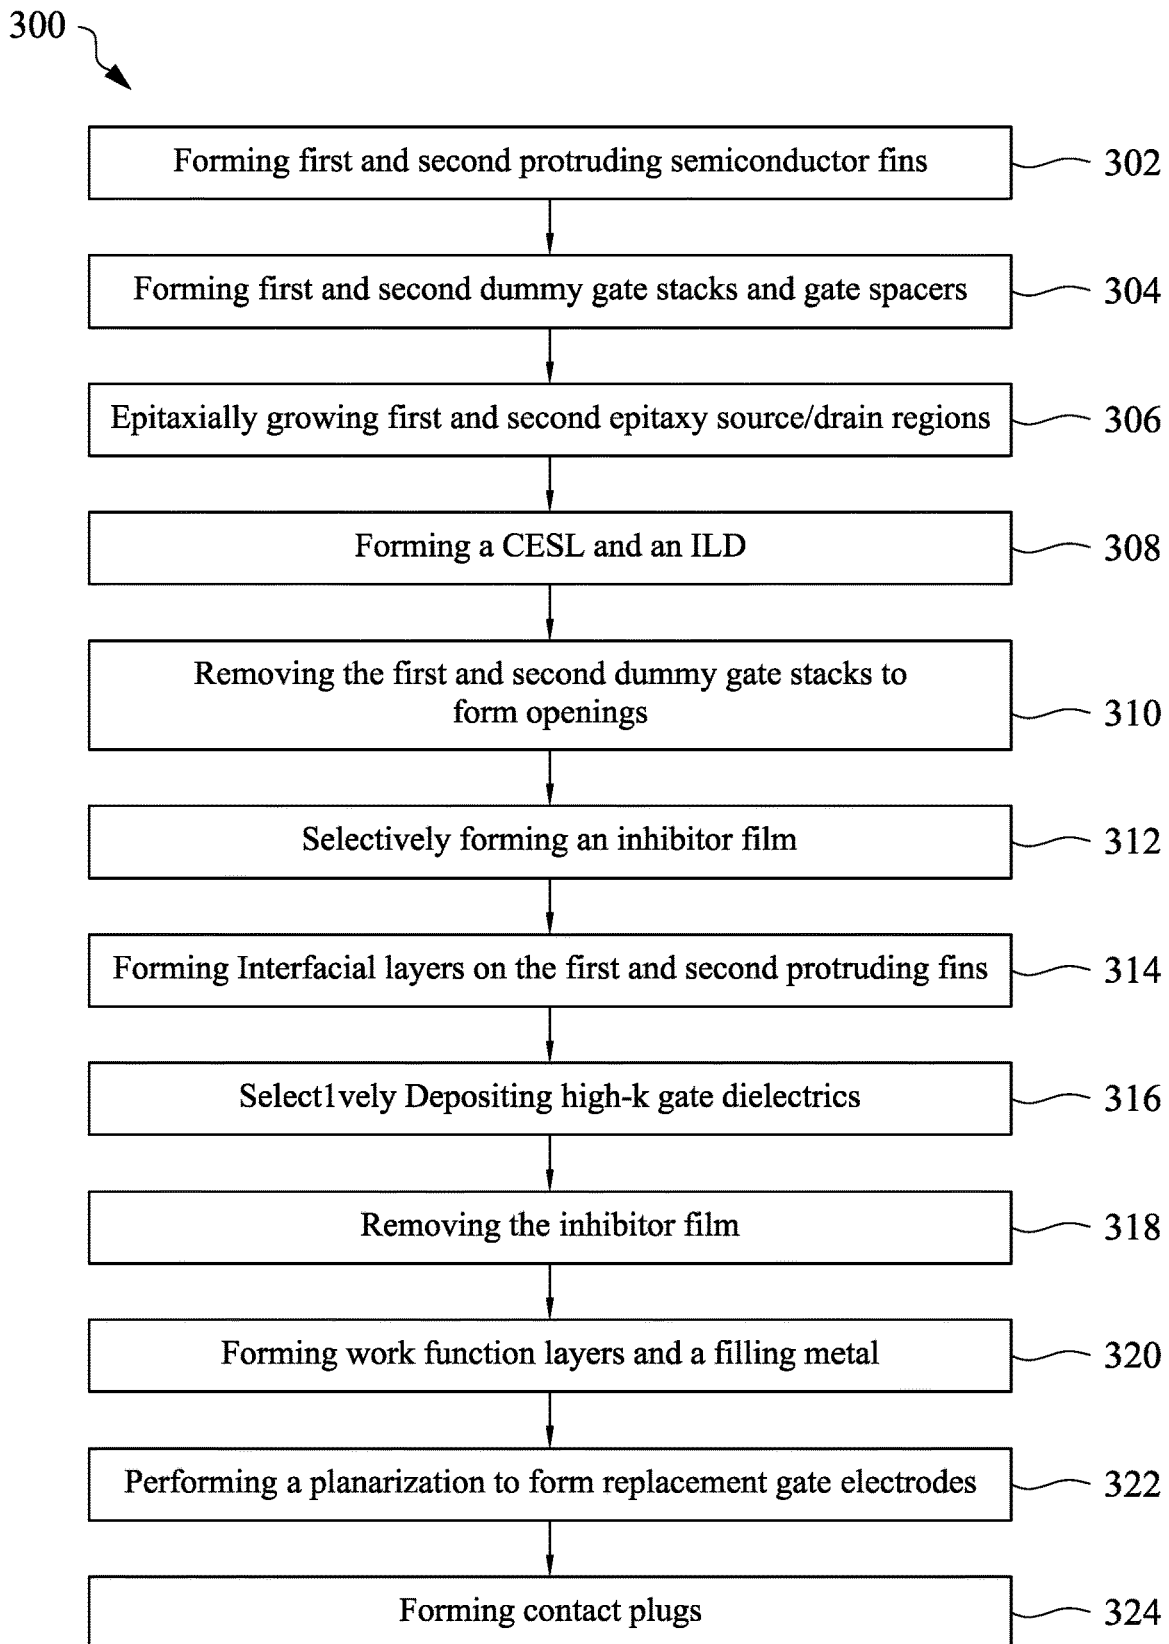 300
Forming first and second protruding semiconductor fins 302
Forming first and second dummy gate stacks and gate spacers 304
Epitaxially growing first and second epitaxy source/drain regions 306
Forming a CESL and an ILD 308
Removing the first and second dummy gate stacks to
form openings 310
Selectively forming an inhibitor film 312
Forming Interfacial layers on the first and second protruding fins 314
Select1vely Depositing high-k gate dielectrics 316
Removing the inhibitor film 318
Forming work function layers and a filling metal 320
Performing a planarization to form replacement gate electrodes 322
Forming contact plugs 324